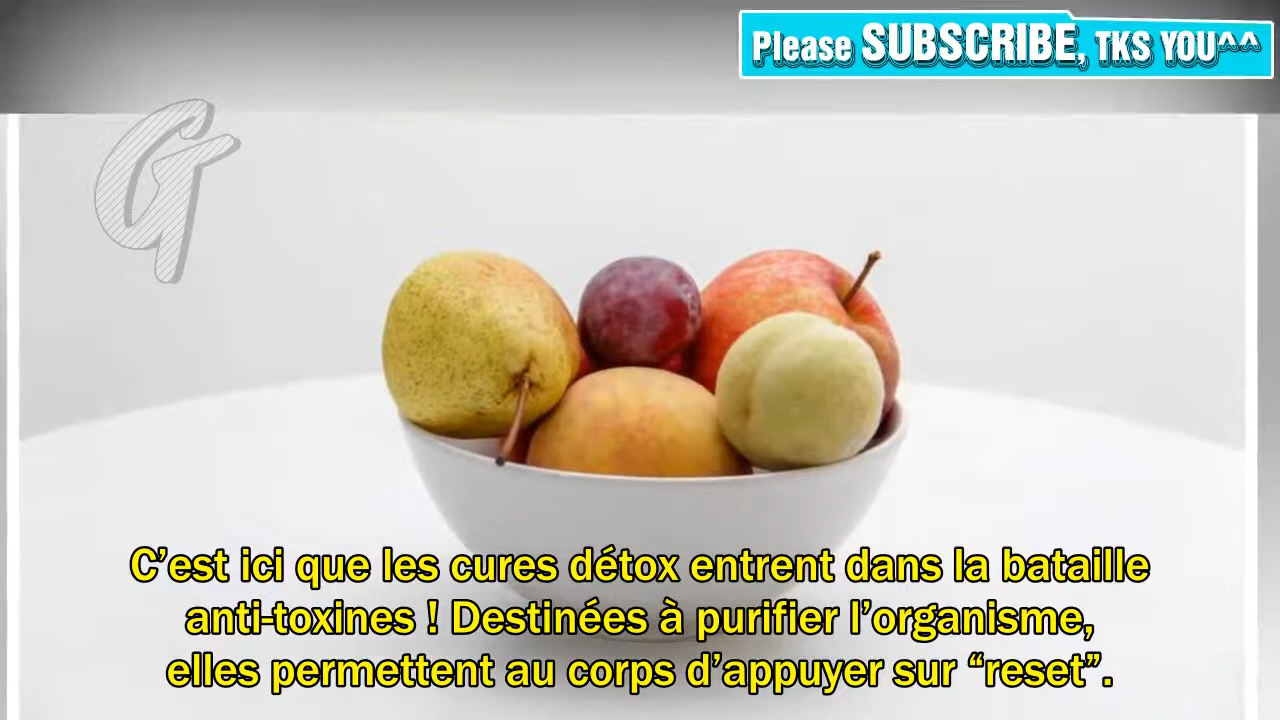 Please SUBSCRIBE, TKS YOU^^
G
C’est ici que les cures détox entrent dans la bataille
anti-toxines ! Destinées à purifier l’organisme,
elles permettent au corps d’appuyer sur “reset”.